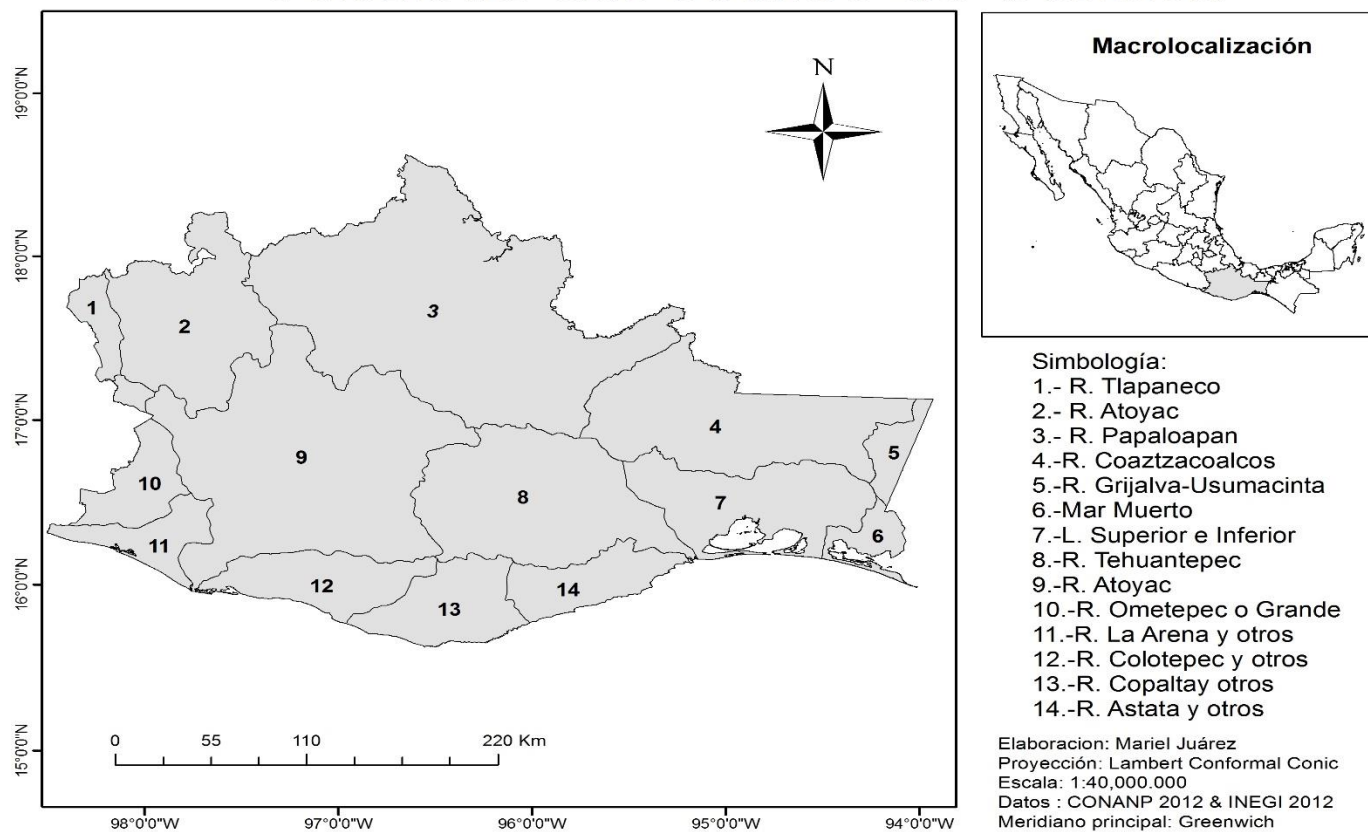 Macrolocalización
N
19°0'0"N
18°0'0"N
17°0'0"N
16°0'0"N
15°0'0"N
1
2
3
4
5
6
7
8
9
10
11
12
13
14
0 55 110 220 Km
98°0'0"W 97°0'0"W 96°0'0"W 95°0'0"W 94°0'0"W
Simbología:
1.- R. Tlapaneco
2.- R. Atoyac
3.- R. Papaloapan
4.-R. Coaztzacoalcos
5.-R. Grijalva-Usumacinta
6.-Mar Muerto
7.-L. Superior e Inferior
8.-R. Tehuantepec
9.-R. Atoyac
10.-R. Ometepec o Grande
11.-R. La Arena y otros
12.-R. Colotepec y otros
13.-R. Copaltay otros
14.-R. Astata y otros
Elaboracion: Mariel Juárez
Proyección: Lambert Conformal Conic
Escala: 1:40,000.000
Datos : CONANP 2012 & INEGI 2012
Meridiano principal: Greenwich